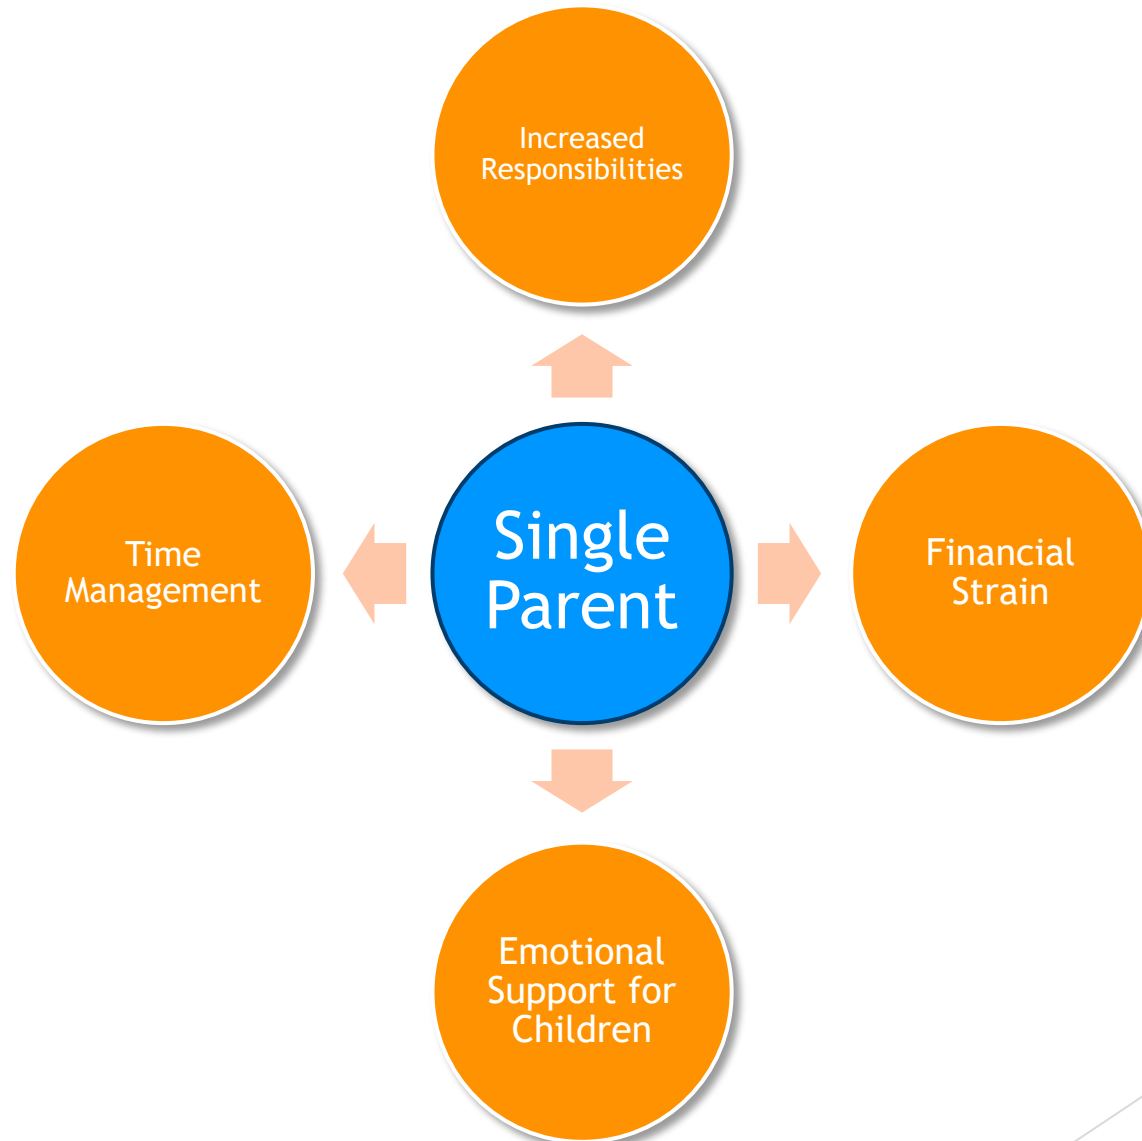 Increased
Responsibilities
Time
Management
Single
Parent
Financial
Strain
Emotional
Support for
Children